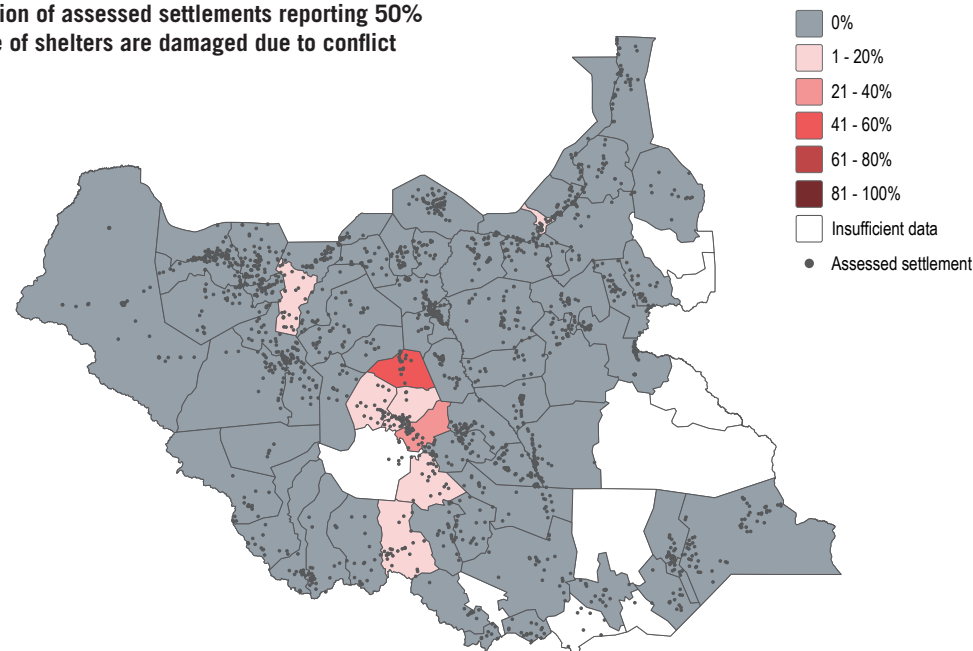 of assessed settlements reporting 50%
of shelters are damaged due to conflict
0%
1 - 20%
21 - 40%
41 - 60%
61 - 80%
81 - 100%
Insufficient data
Assessed settlement